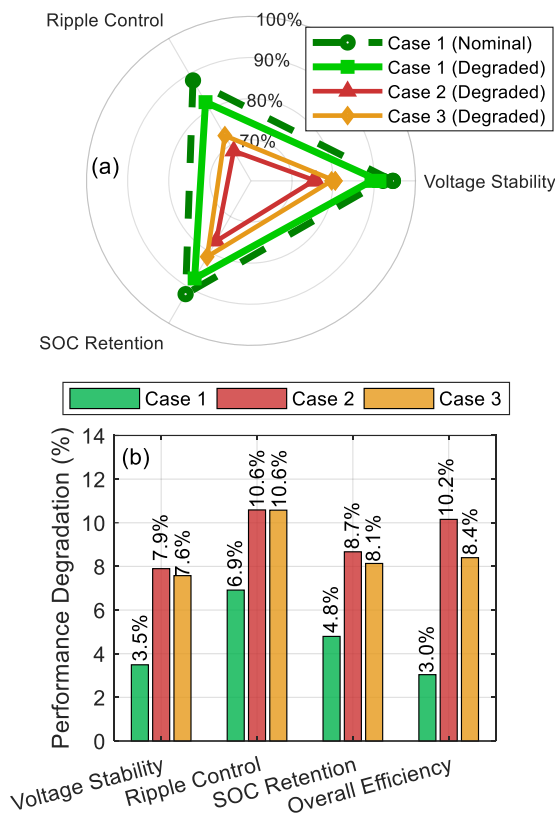 Ripple Control
100%
90%
80%
70%
Case 1 (Nominal)
Case 1 (Degraded)
Case 2 (Degraded)
Case 3 (Degraded)
(a)
Voltage Stability
SOC Retention
Case 1
Case 2
Case 3
(b)
Performance Degradation (%)
14
12
10
8
6
4
2
0
3.5%
7.9%
7.6%
6.9%
10.6%
10.6%
4.8%
8.7%
8.1%
3.0%
10.2%
8.4%
Voltage Stability
Ripple Control
SOC Retention
Overall Efficiency